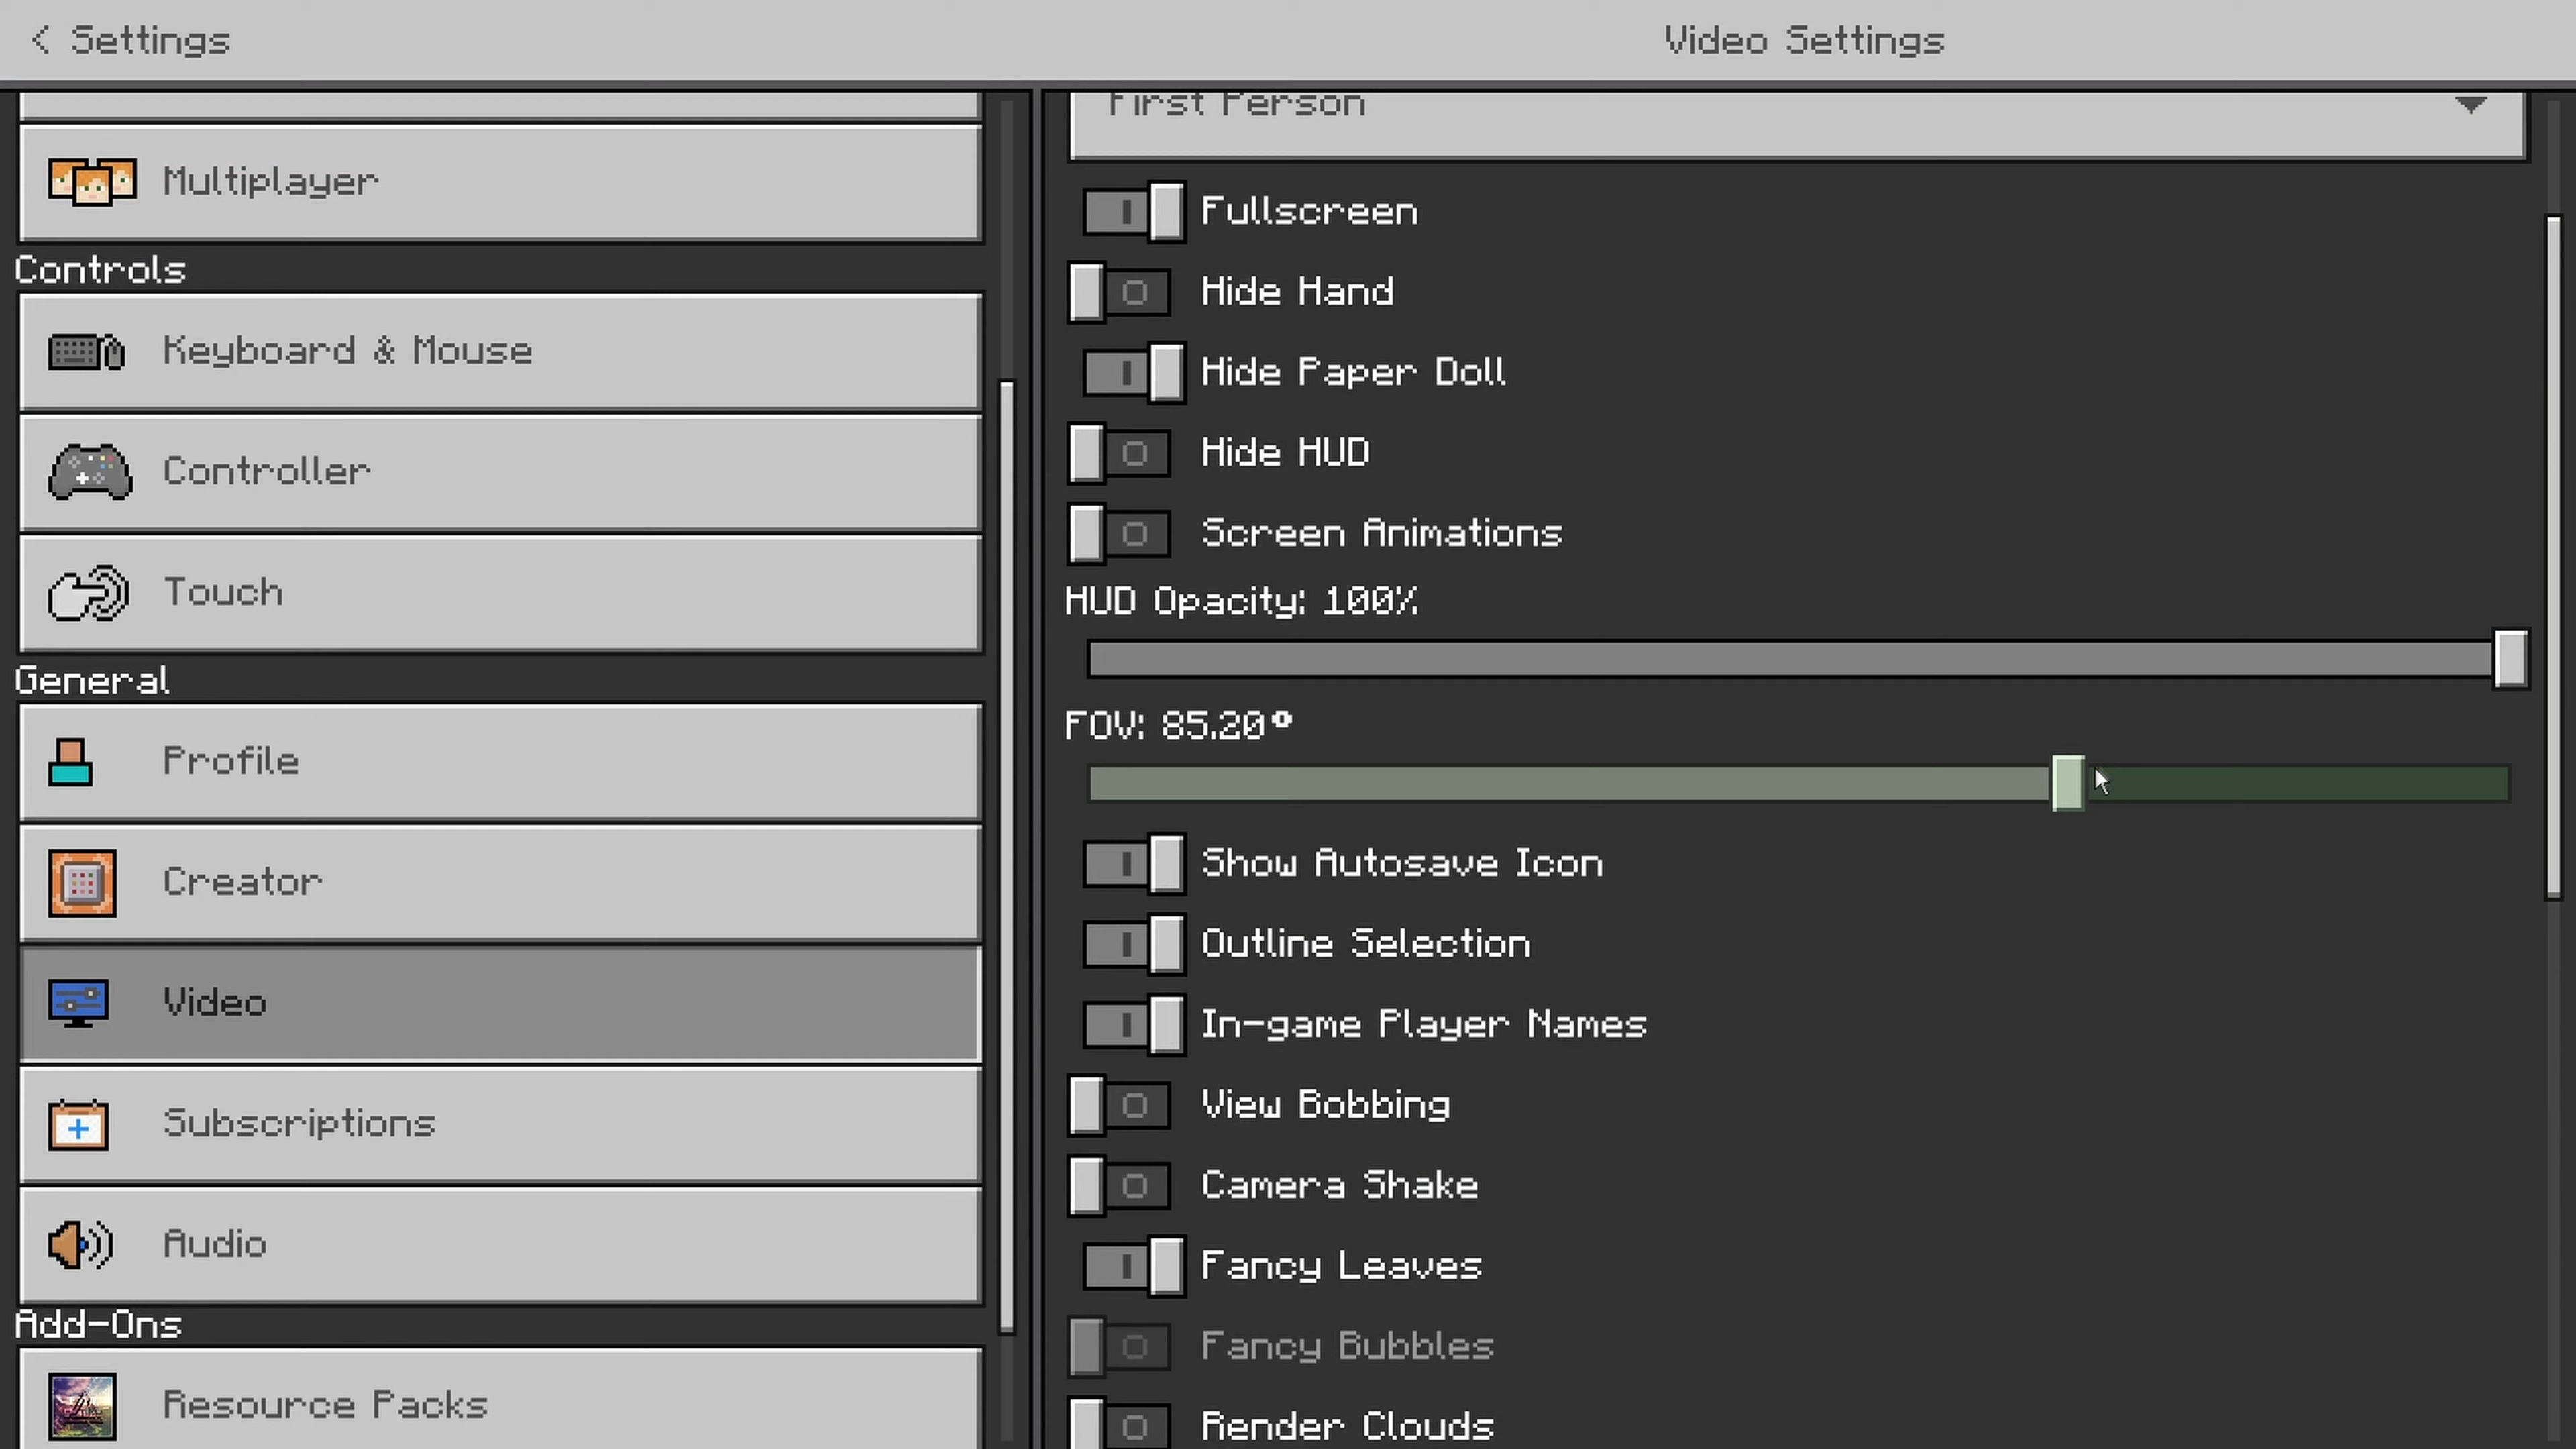 Settings
Video Settings
Multiplayer
Controls
Keyboard & Mouse
Controller
Touch
General
Profile
Creator
Video
Subscriptions
Audio
Add-Ons
Resource Packs
First Person
Fullscreen
Hide Hand
Hide Paper Doll
Hide HUD
Screen Animations
HUD Opacity: 100%
FOV: 85.20°
Show Autosave Icon
Outline Selection
In-game Player Names
View Bobbing
Camera Shake
Fancy Leaves
Fancy Bubbles
Render Clouds